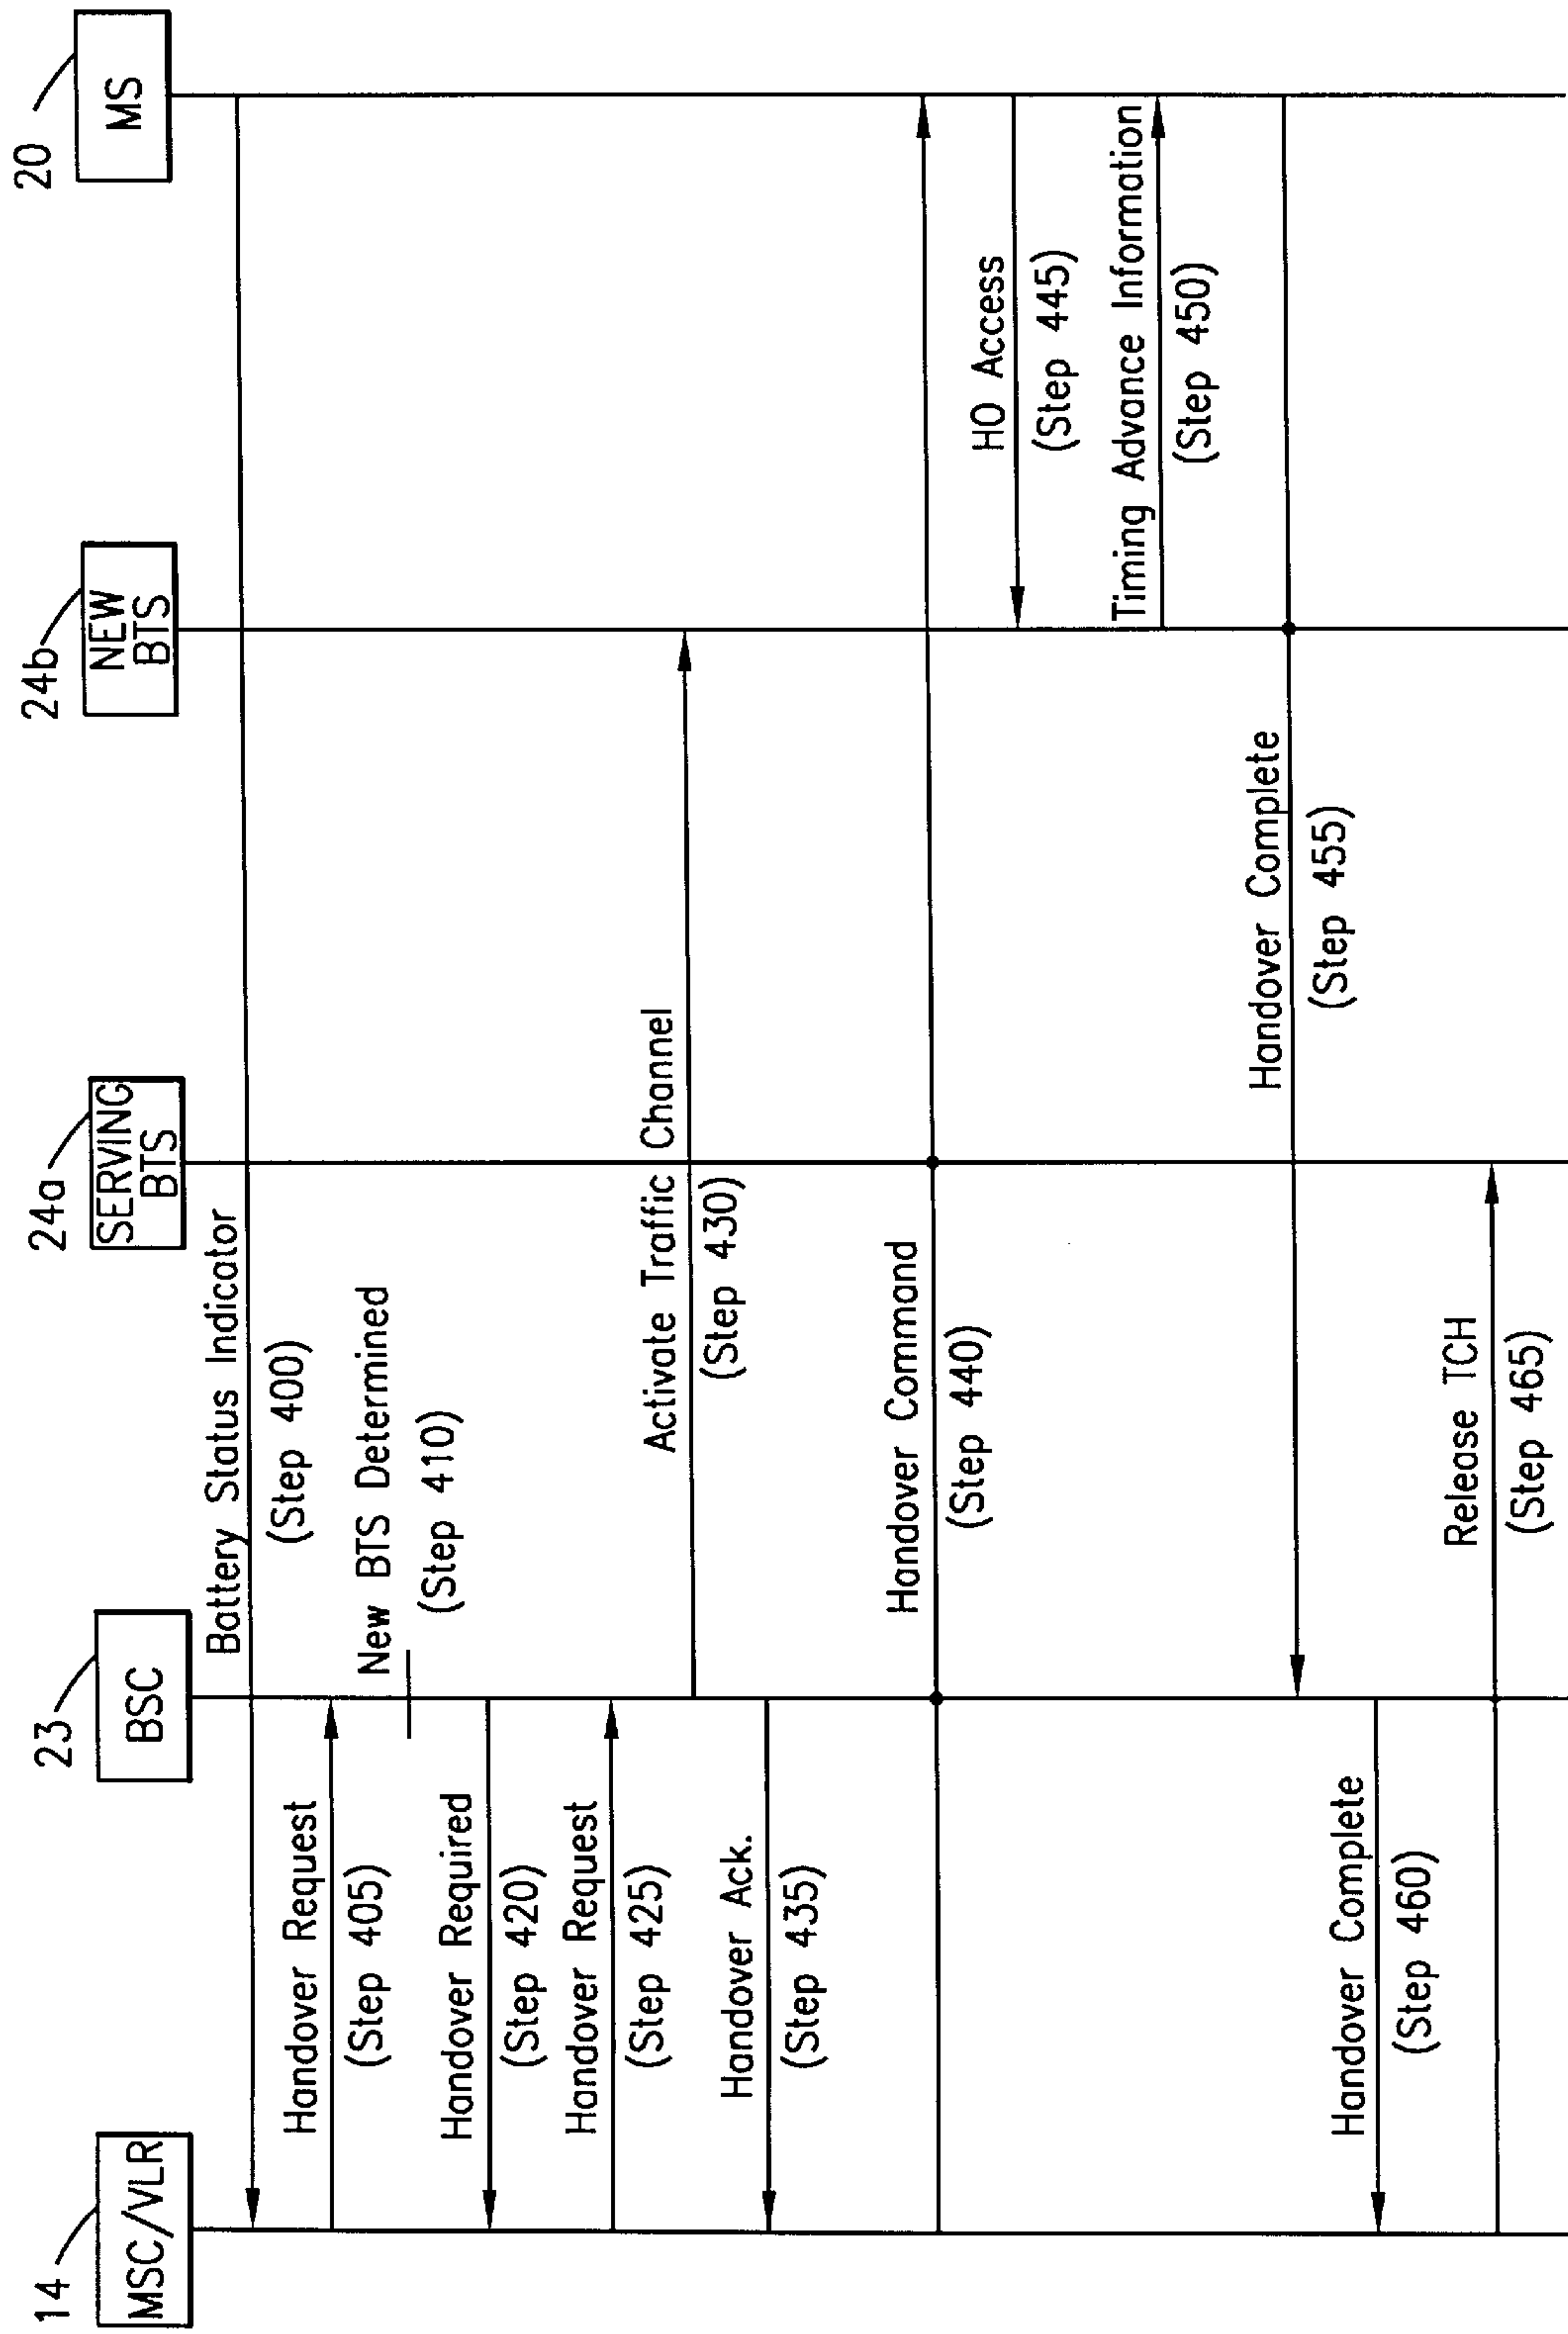 14
MSC/VLR
23
BSC
24a
SERVING
BTS
24b
NEW
BTS
20
MS
Battery Status Indicator
(Step 400)
Handover Request
(Step 405)
New BTS Determined
(Step 410)
Handover Required
(Step 420)
Handover Request
(Step 425)
Activate Traffic Channel
(Step 430)
Handover Ack.
(Step 435)
Handover Command
(Step 440)
HO Access
(Step 445)
Timing Advance Information
(Step 450)
Handover Complete
(Step 455)
Handover Complete
(Step 460)
Release TCH
(Step 465)